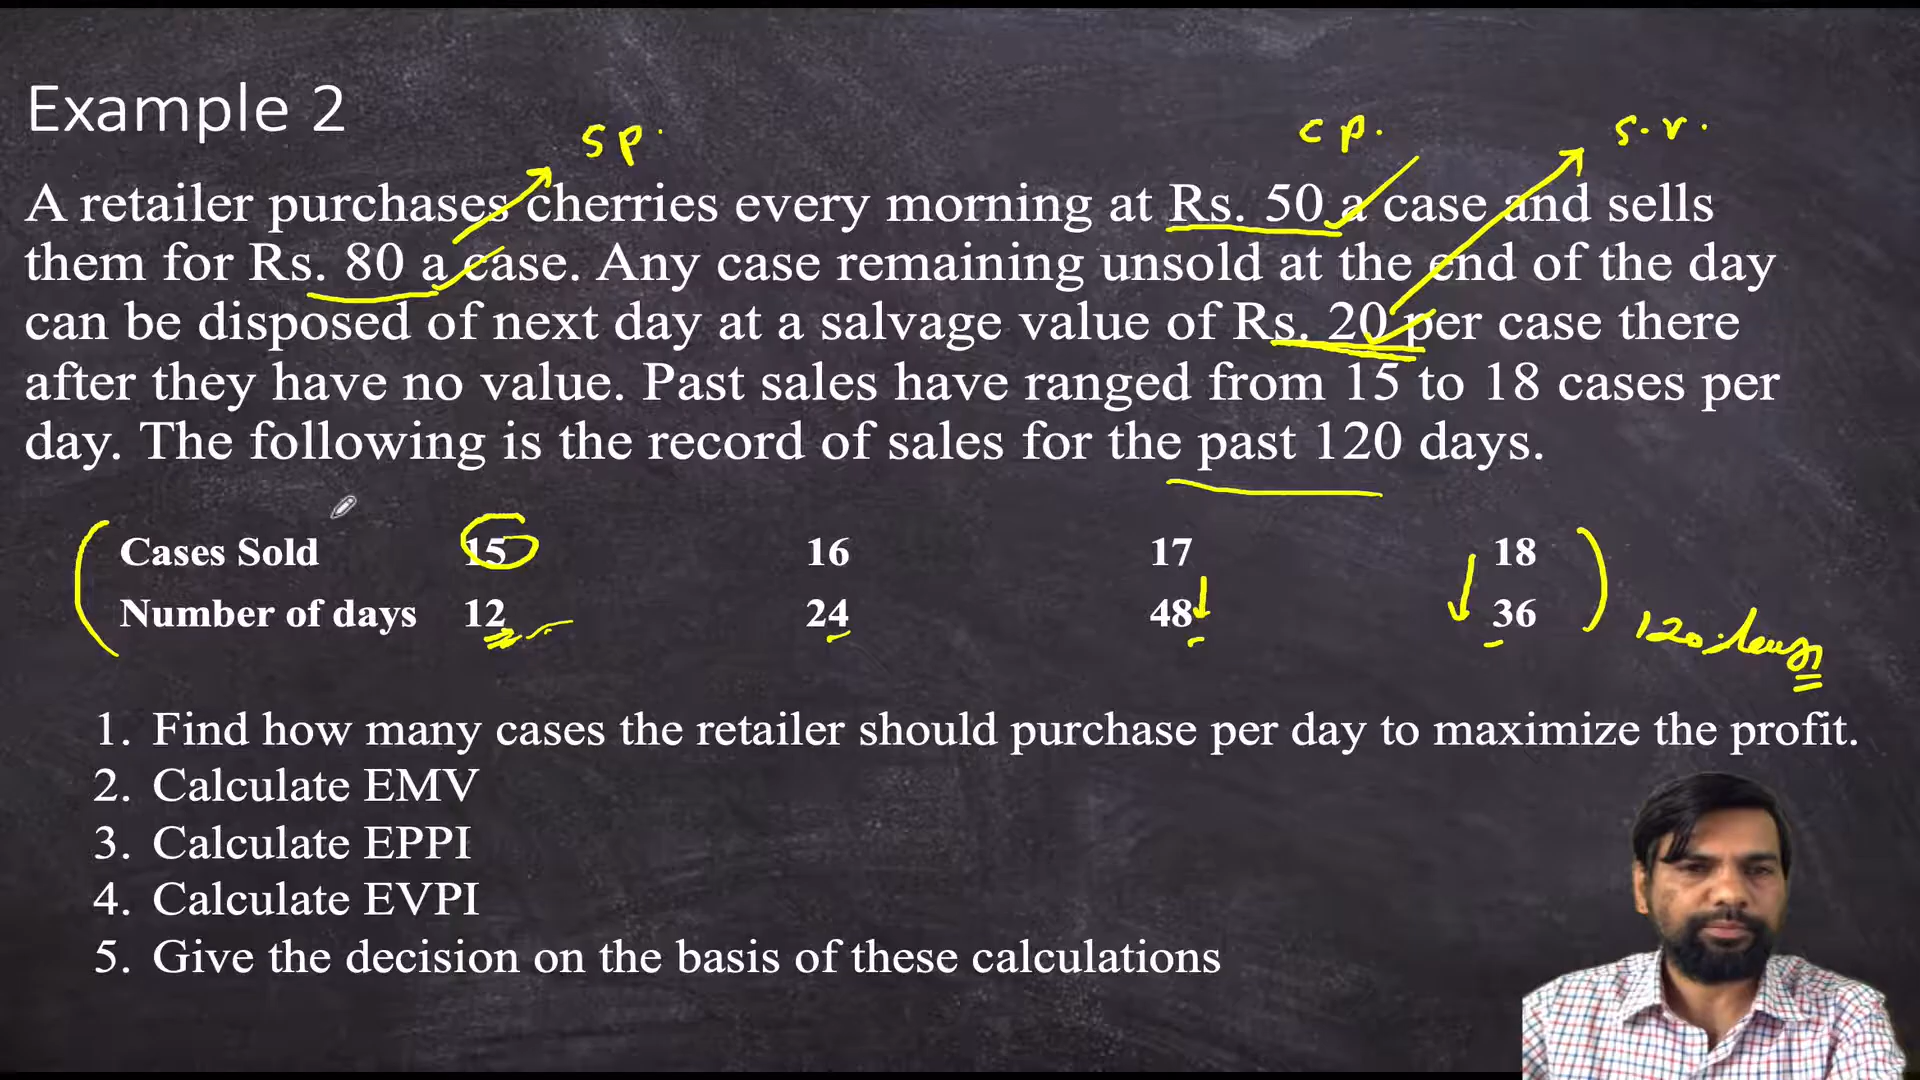 Example 2
S P.
C P.
S.V.
A retailer purchases cherries every morning at Rs. 50 a case and sells
them for Rs. 80 a case. Any case remaining unsold at the end of the day
can be disposed of next day at a salvage value of Rs. 20 per case there
after they have no value. Past sales have ranged from 15 to 18 cases per
day. The following is the record of sales for the past 120 days.
Cases Sold 15 16 17 18
Number of days 12 24 48 36
120 days
1. Find how many cases the retailer should purchase per day to maximize the profit.
2. Calculate EMV
3. Calculate EPPI
4. Calculate EVPI
5. Give the decision on the basis of these calculations